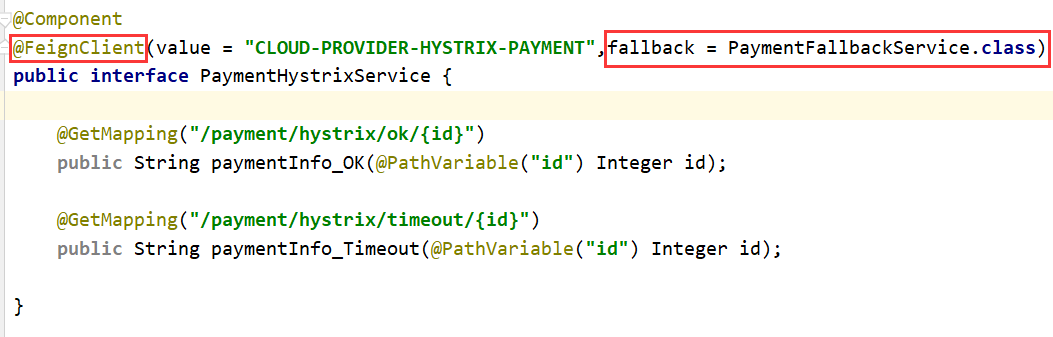 @Component
@FeignClient(value = "CLOUD-PROVIDER-HYSTRIX-PAYMENT",fallback = PaymentFallbackService.class)
public interface PaymentHystrixService {
@GetMapping("/payment/hystrix/ok/{id}")
public String paymentInfo_OK(@PathVariable("id") Integer id);
@GetMapping("/payment/hystrix/timeout/{id}")
public String paymentInfo_Timeout(@PathVariable("id") Integer id);
}